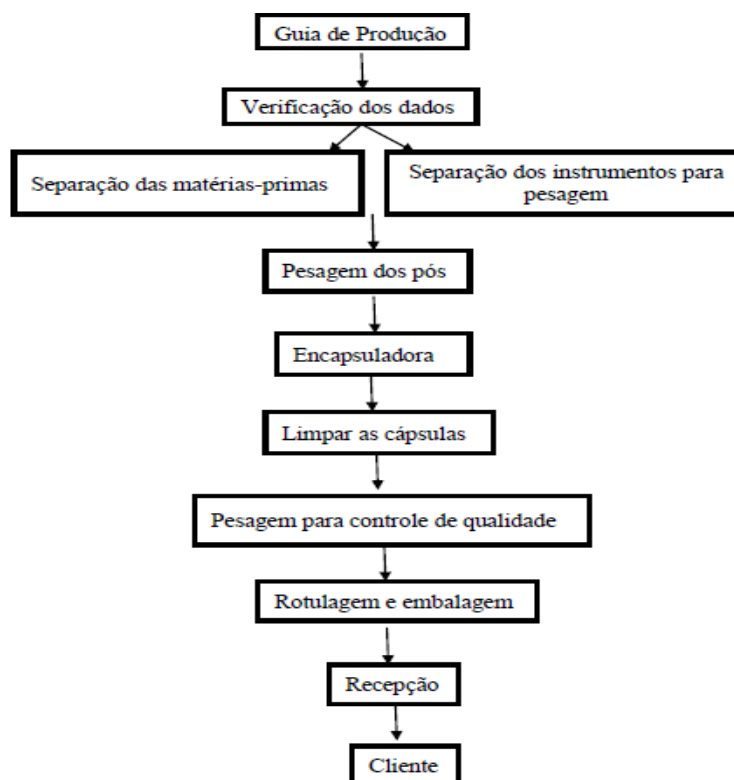 Guia de Produção
Verificação dos dados
Separação das matérias-primas
Separação dos instrumentos para
pesagem
Pesagem dos pós
Encapsuladora
Limpar as cápsulas
Pesagem para controle de qualidade
Rotulagem e embalagem
Recepção
Cliente